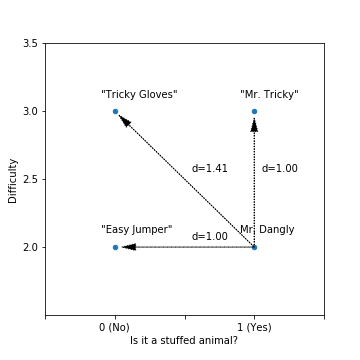 3.5
"Tricky Gloves"
"Mr. Tricky"
3.0
d=1.41
d=1.00
2.5
Difficulty
"Easy Jumper"
Mr. Dangly
d=1.00
2.0
0 (No)
1 (Yes)
Is it a stuffed animal?